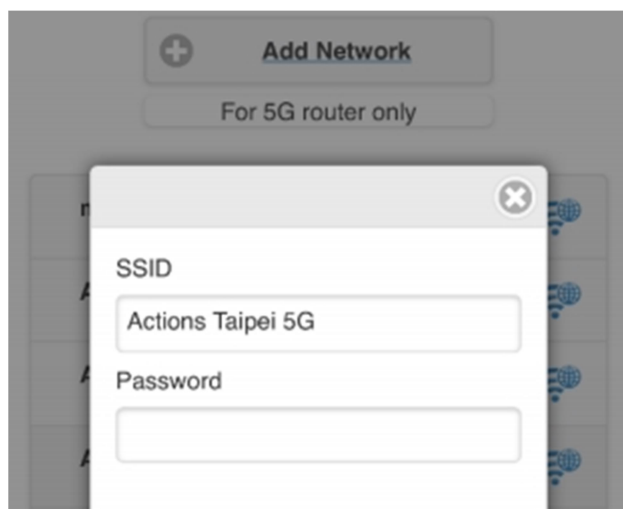 Add Network
For 5G router only
SSID
Actions Taipei 5G
Password